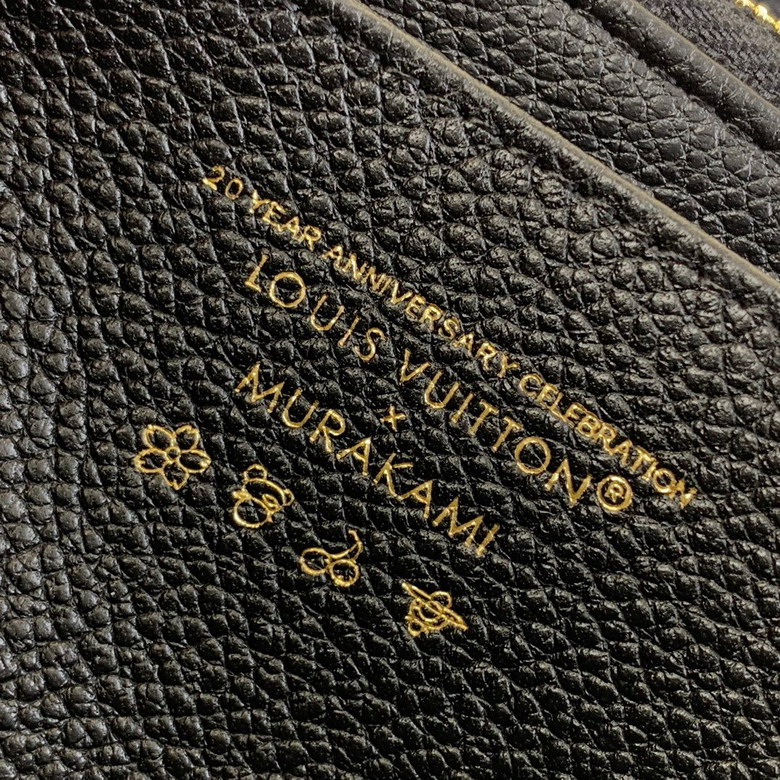 20 YEAR ANNIVERSARY CELEBRATION
LOUIS VUITTON®
×
MURAKAMI